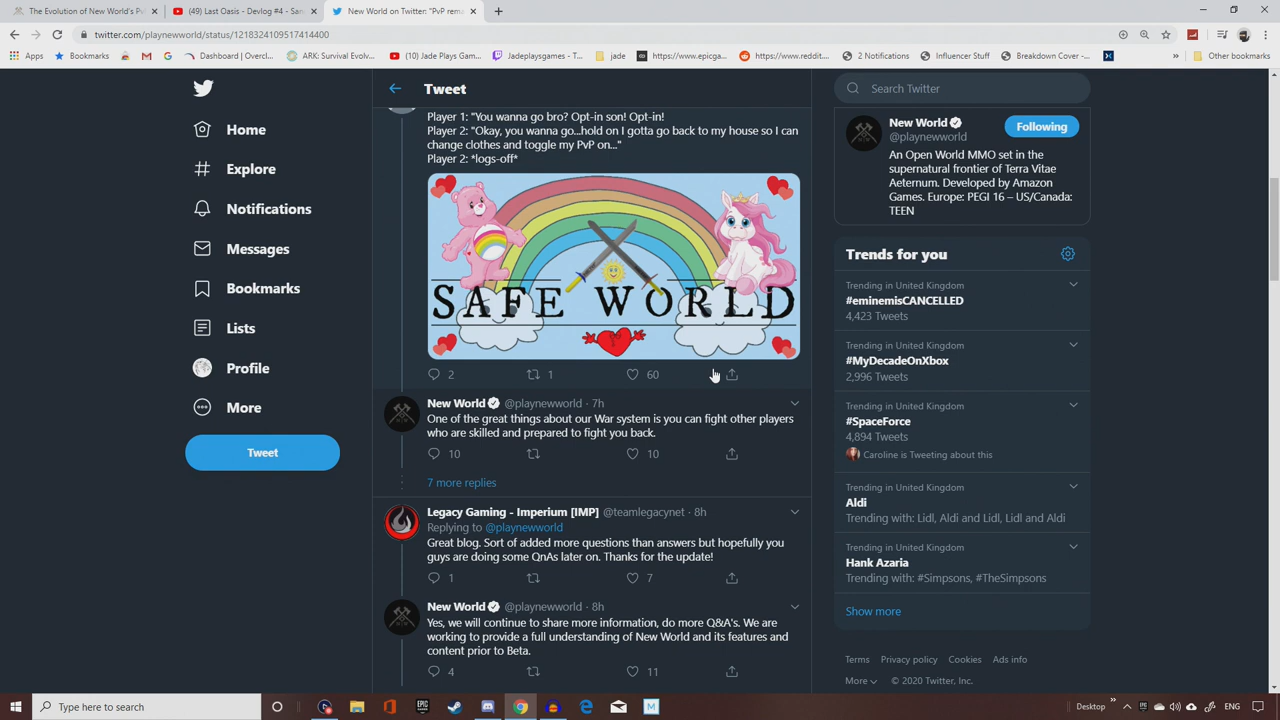 The Evolution of New World's Pv
(49) Last Oasis - Devlog #4 - San
New World on Twitter: "PvP rema
twitter.com/playnewworld/status/1218324109517414400
Apps
Bookmarks
Dashboard | Overcl...
ARK: Survival Evolv...
(10) Jade Plays Gam...
Jadeplaysgames - T...
jade
https://www.epicga...
https://www.reddit....
2 Notifications
Influencer Stuff
Breakdown Cover -...
»
Other bookmarks
Home
Explore
Notifications
Messages
Bookmarks
Lists
Profile
More
Tweet
Tweet
Player 1: "You wanna go bro? Opt-in son! Opt-in!
Player 2: "Okay, you wanna go...hold on I gotta go back to my house so I can
change clothes and toggle my PvP on..."
Player 2: *logs-off*
SAFE WORLD
2 1 60
New World @playnewworld · 7h
One of the great things about our War system is you can fight other players
who are skilled and prepared to fight you back.
10 10
7 more replies
Legacy Gaming - Imperium [IMP] @teamlegacynet · 8h
Replying to @playnewworld
Great blog. Sort of added more questions than answers but hopefully you
guys are doing some QnAs later on. Thanks for the update!
1 7
New World @playnewworld · 8h
Yes, we will continue to share more information, do more Q&A's. We are
working to provide a full understanding of New World and its features and
content prior to Beta.
4 11
Search Twitter
New World
@playnewworld
Following
An Open World MMO set in the
supernatural frontier of Terra Vitae
Aeternum. Developed by Amazon
Games. Europe: PEGI 16 – US/Canada:
TEEN
Trends for you
Trending in United Kingdom
#eminemisCANCELLED
4,423 Tweets
Trending in United Kingdom
#MyDecadeOnXbox
2,996 Tweets
Trending in United Kingdom
#SpaceForce
4,894 Tweets
Caroline is Tweeting about this
Trending in United Kingdom
Aldi
Trending with: Lidl, Aldi and Lidl, Lidl and Aldi
Trending in United Kingdom
Hank Azaria
Trending with: #Simpsons, #TheSimpsons
Show more
Terms Privacy policy Cookies Ads info
More © 2020 Twitter, Inc.
Type here to search
M
Desktop
»